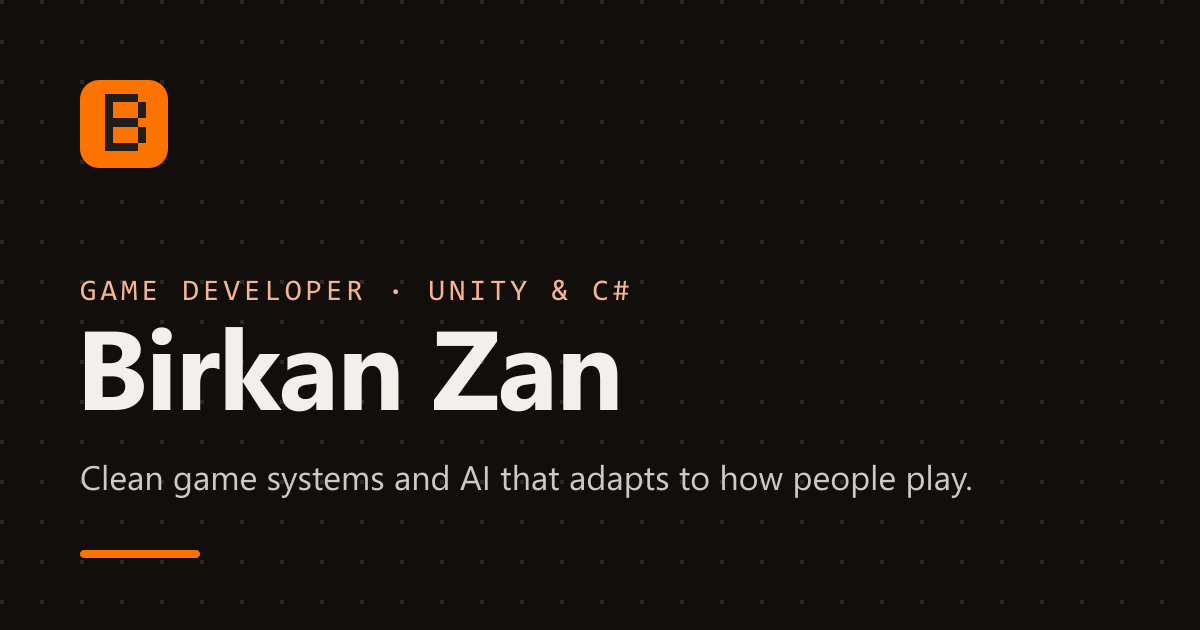 B
GAME DEVELOPER · UNITY & C#
Birkan Zan
Clean game systems and AI that adapts to how people play.